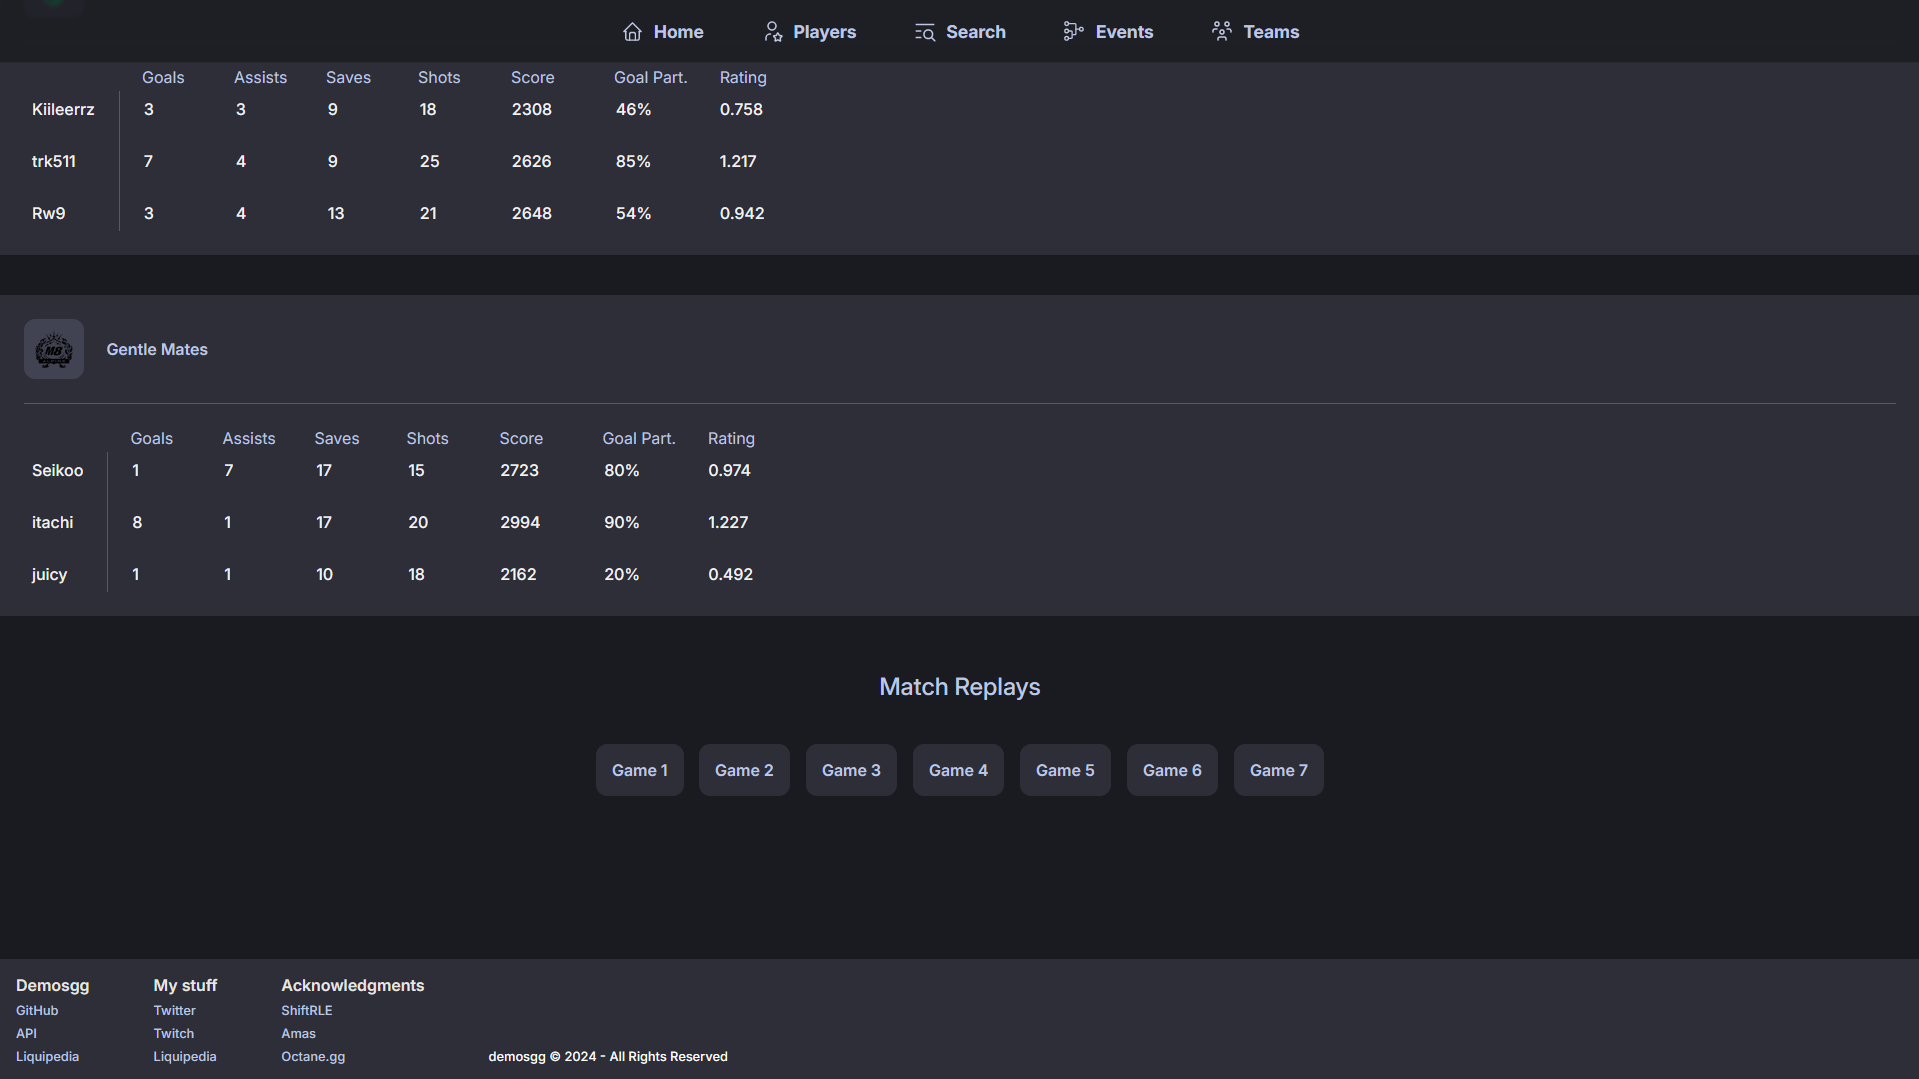 Home Players Search Events Teams
Goals Assists Saves Shots Score Goal Part. Rating
Kiileerrz 3 3 9 18 2308 46% 0.758
trk511 7 4 9 25 2626 85% 1.217
Rw9 3 4 13 21 2648 54% 0.942
M8
Gentle Mates
Goals Assists Saves Shots Score Goal Part. Rating
Seikoo 1 7 17 15 2723 80% 0.974
itachi 8 1 17 20 2994 90% 1.227
juicy 1 1 10 18 2162 20% 0.492
Match Replays
Game 1 Game 2 Game 3 Game 4 Game 5 Game 6 Game 7
Demosgg My stuff Acknowledgments
GitHub Twitter ShiftRLE
API Twitch Amas
Liquipedia Liquipedia Octane.gg demosgg © 2024 - All Rights Reserved